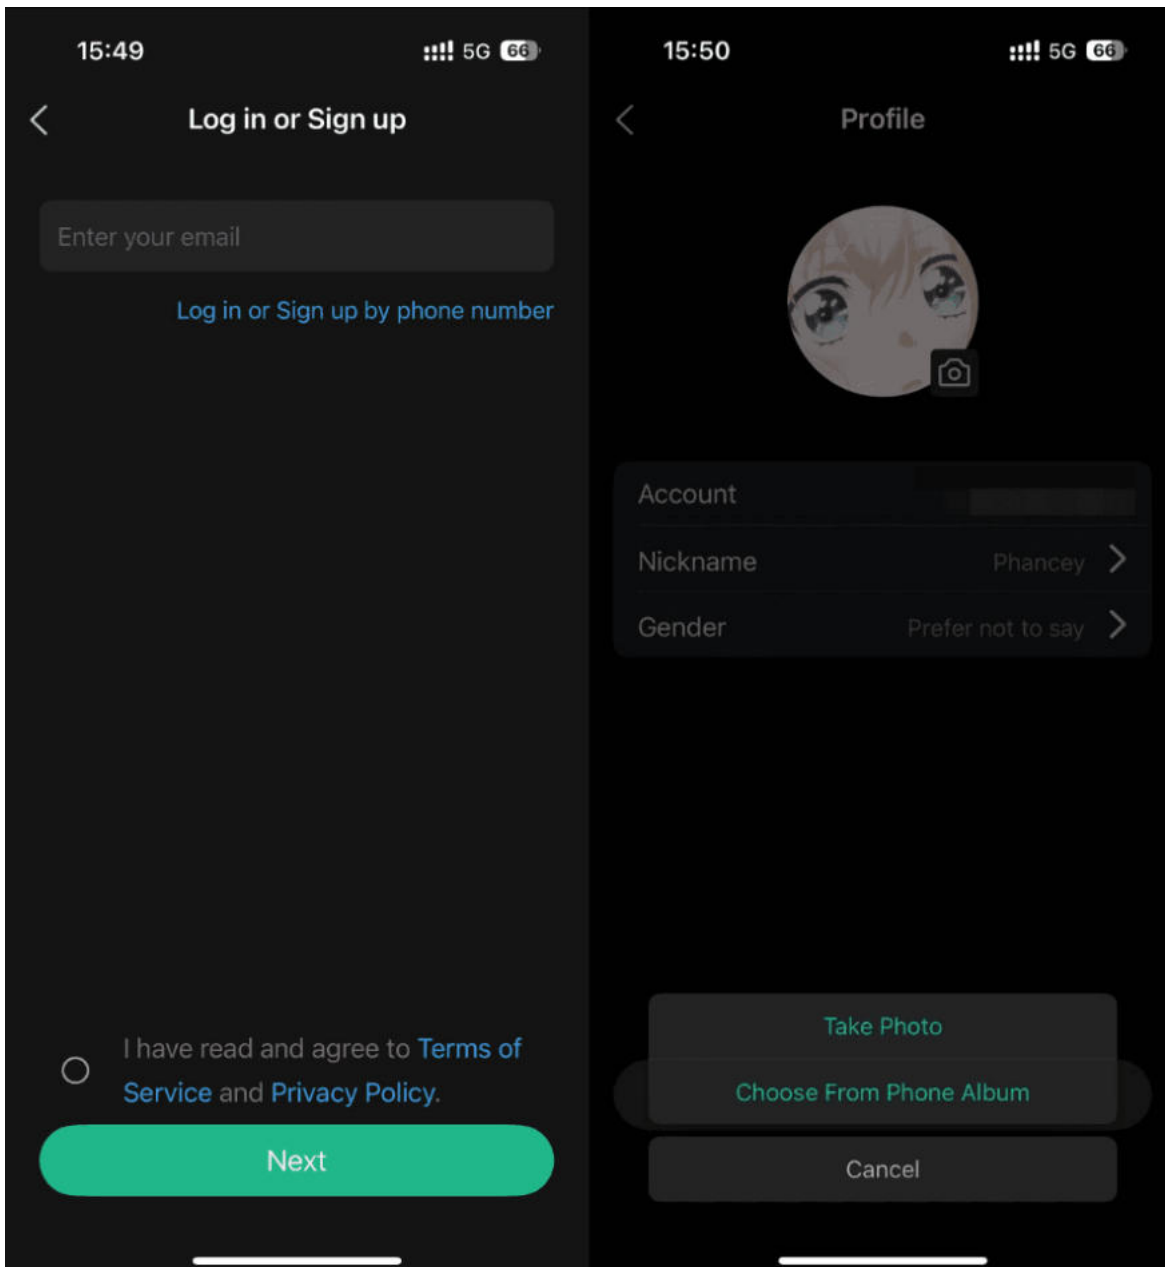 15:49
5G 66
Log in or Sign up
Enter your email
Log in or Sign up by phone number
I have read and agree to Terms of
Service and Privacy Policy.
Next
15:50
5G 66
Profile
Account
Nickname Phancey
Gender Prefer not to say
Take Photo
Choose From Phone Album
Cancel